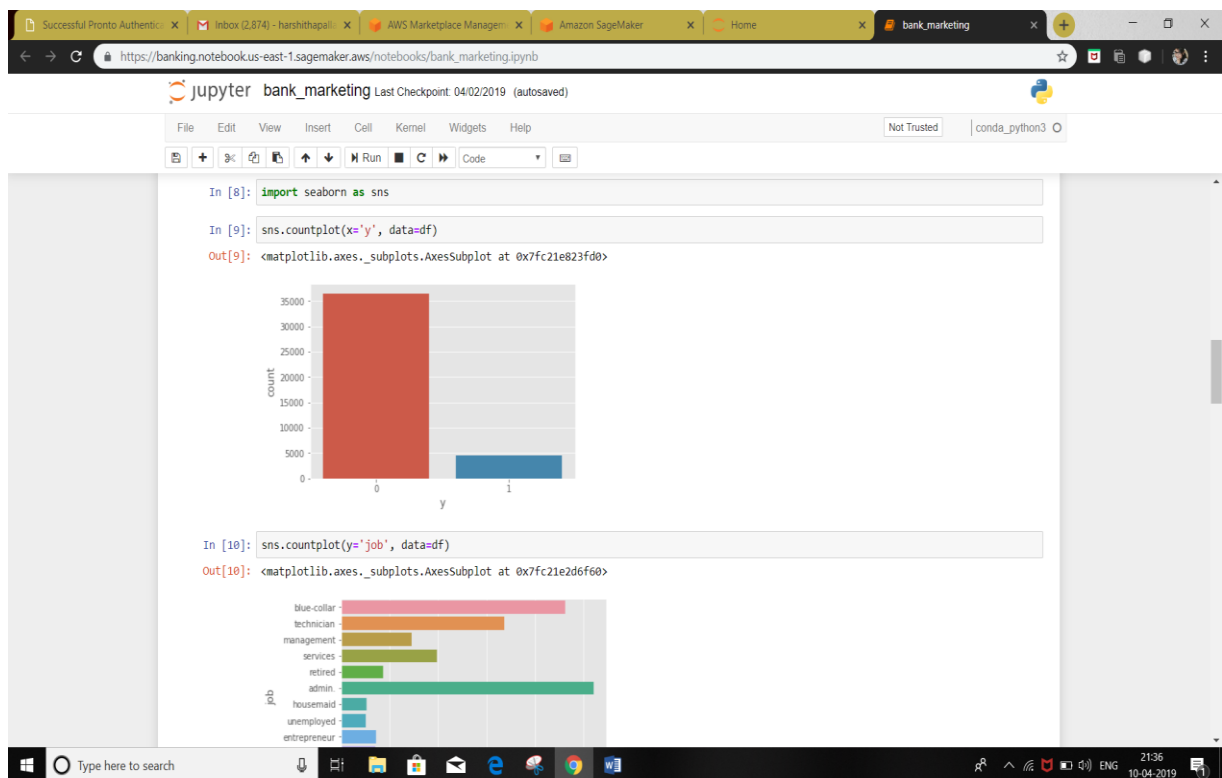 Successful Pronto Authentica
Inbox (2,874) - harshithapall
AWS Marketplace Managem
Amazon SageMaker
Home
bank_marketing
https://banking.notebook.us-east-1.sagemaker.aws/notebooks/bank_marketing.ipynb
jupyter bank_marketing Last Checkpoint: 04/02/2019 (autosaved)
File Edit View Insert Cell Kernel Widgets Help Not Trusted conda_python3
Run Code
In [8]: import seaborn as sns
In [9]: sns.countplot(x='y', data=df)
Out[9]: <matplotlib.axes._subplots.AxesSubplot at 0x7fc21e823fd0>
35000
30000
25000
20000
15000
10000
5000
0
count
0 1
y
In [10]: sns.countplot(y='job', data=df)
Out[10]: <matplotlib.axes._subplots.AxesSubplot at 0x7fc21e2d6f60>
blue-collar
technician
management
services
retired
admin.
housemaid
unemployed
entrepreneur
job
Type here to search
ENG
21:36
10-04-2019